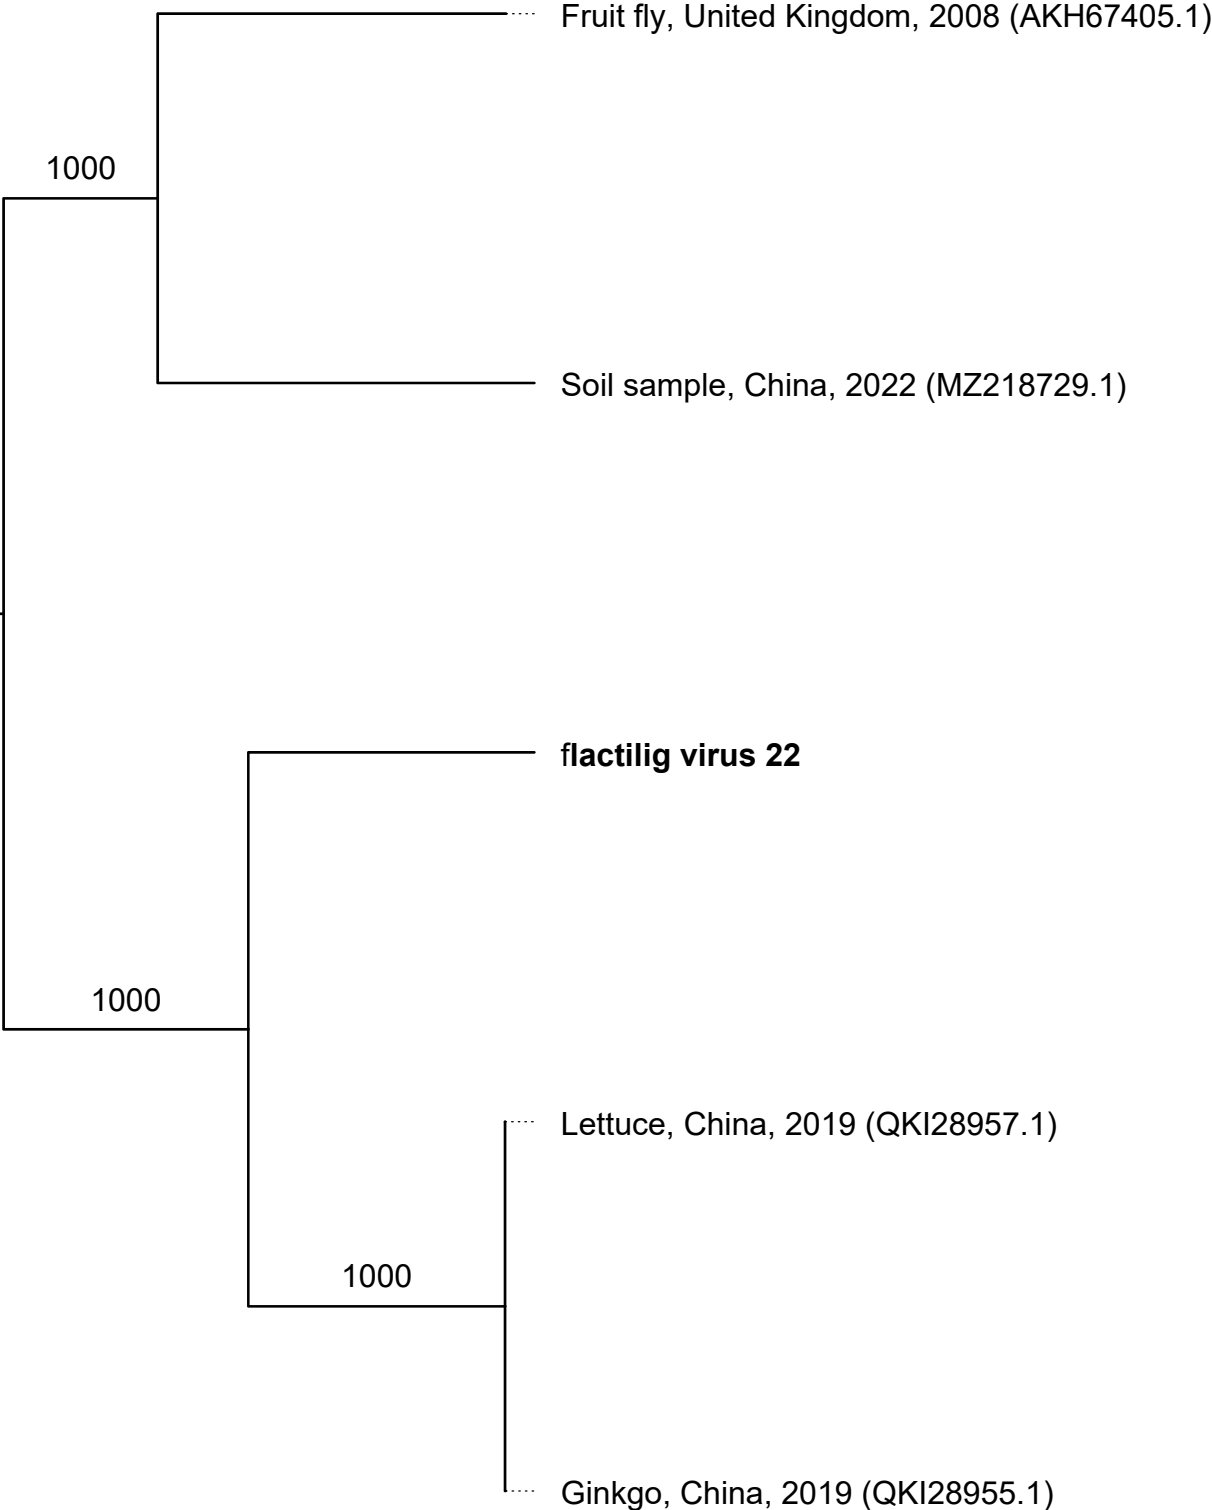 Fruit fly, United Kingdom, 2008 (AKH67405.1)
1000
Soil sample, China, 2022 (MZ218729.1)
flactilig virus 22
1000
Lettuce, China, 2019 (QKI28957.1)
1000
Ginkgo, China, 2019 (QKI28955.1)